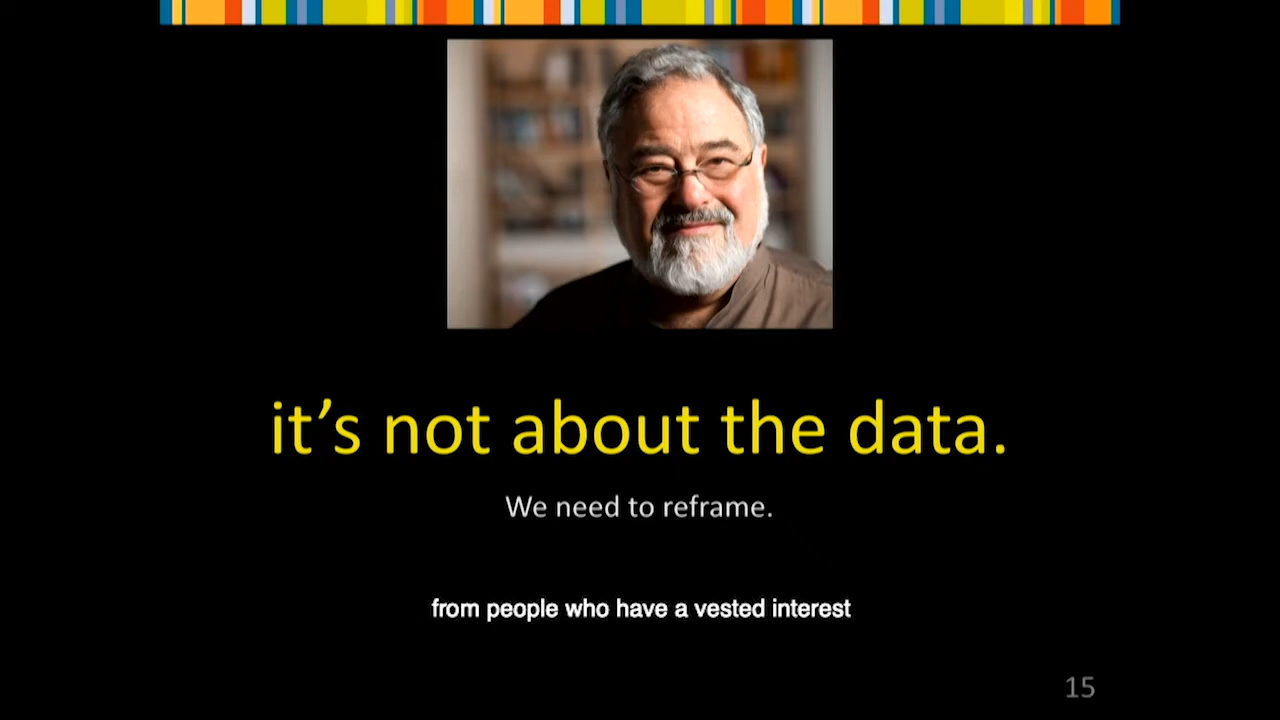 it’s not about the data.
We need to reframe.
from people who have a vested interest
15